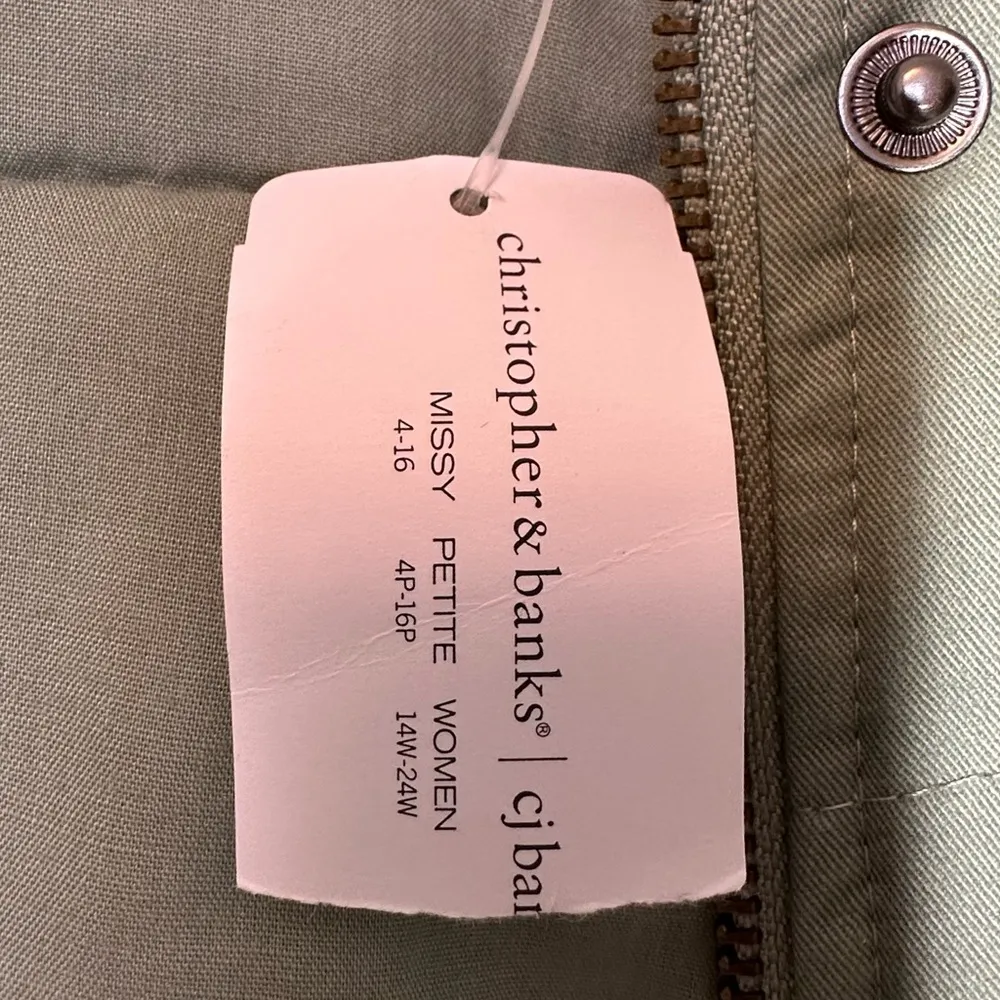 christopher & banks® | cj ban
MISSY PETITE WOMEN
4-16 4P-16P 14W-24W